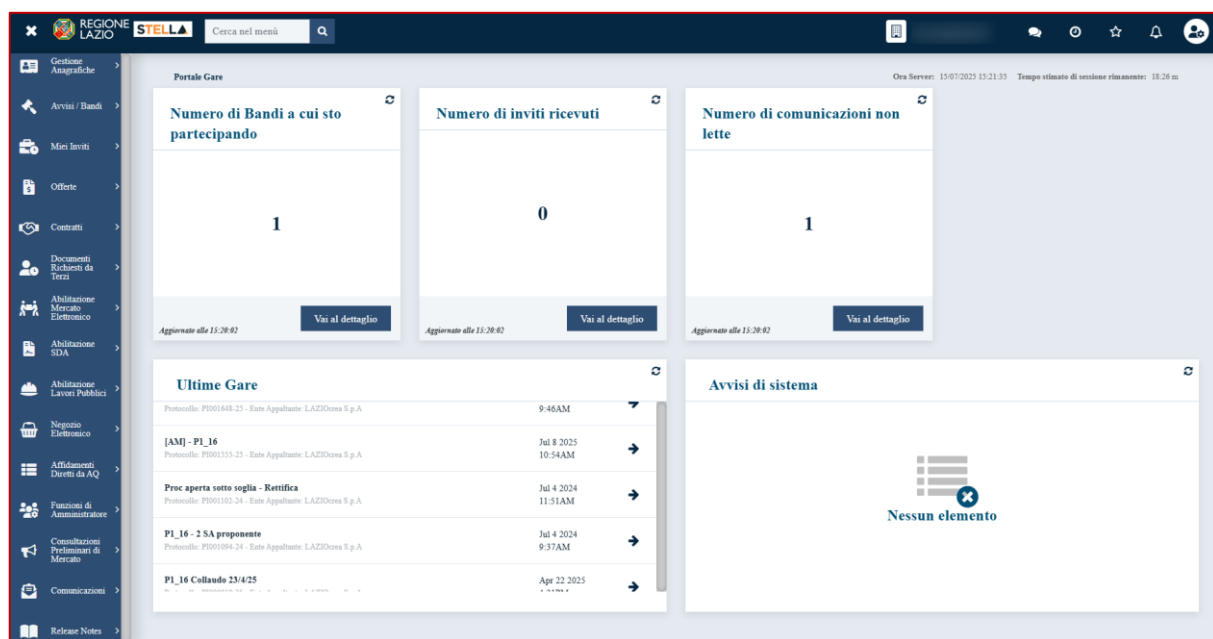 REGIONE
LAZIO
STELLA
Cerca nel menù
Gestione
Anagrafiche
Avvisi / Bandi
Miei Inviti
Offerte
Contratti
Documenti
Richiesti da
Terzi
Abilitazione
Mercato
Elettronico
Abilitazione
SDA
Abilitazione
Lavori Pubblici
Negozio
Elettronico
Affidamenti
Diretti da AQ
Funzioni di
Amministratore
Consultazioni
Preliminari di
Mercato
Comunicazioni
Release Notes
Portale Gare
Ora Server: 15/07/2025 15:21:35 Tempo stimato di sessione rimanente: 18:26 m
Numero di Bandi a cui sto
partecipando
1
Aggiornato alle 15:20:02
Vai al dettaglio
Numero di inviti ricevuti
0
Aggiornato alle 15:20:02
Vai al dettaglio
Numero di comunicazioni non
lette
1
Aggiornato alle 15:20:02
Vai al dettaglio
Ultime Gare
Protocollo: PI001648-25 - Ente Appaltante: LAZIOcrea S.p.A
9:46AM
[AM] - P1_16
Jul 8 2025
Protocollo: PI001555-25 - Ente Appaltante: LAZIOcrea S.p.A
10:54AM
Proc aperta sotto soglia - Rettifica
Jul 4 2024
Protocollo: PI001102-24 - Ente Appaltante: LAZIOcrea S.p.A
11:51AM
P1_16 - 2 SA proponente
Jul 4 2024
Protocollo: PI001094-24 - Ente Appaltante: LAZIOcrea S.p.A
9:37AM
P1_16 Collaudo 23/4/25
Apr 22 2025
Avvisi di sistema
Nessun elemento